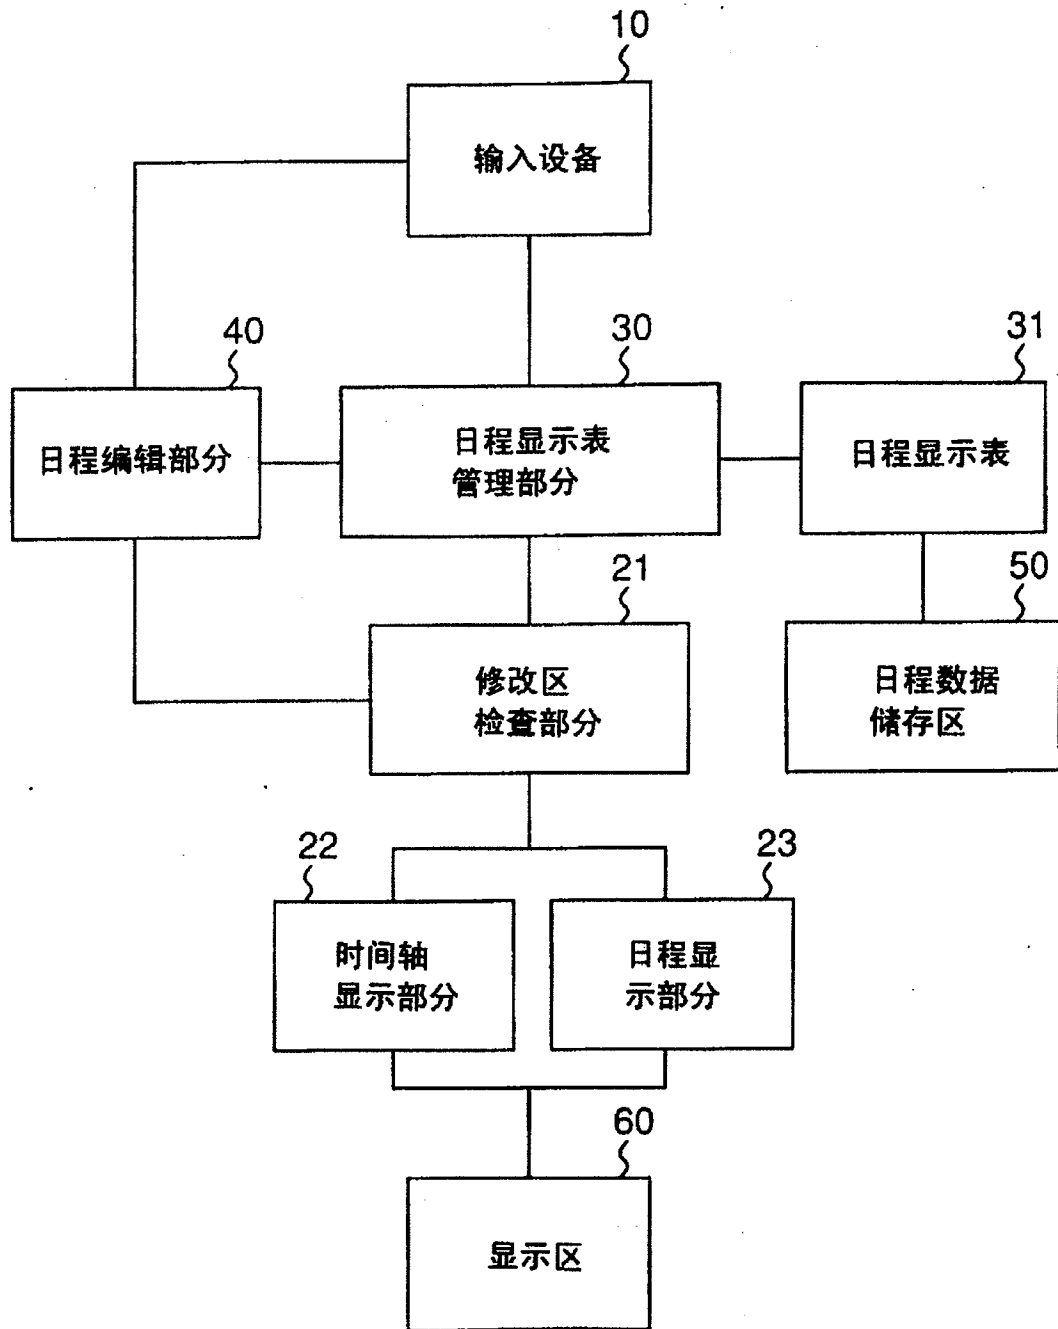 10
输入设备
40
30
31
日程编辑部分
日程显示表
管理部分
日程显示表
21
50
修改区
检查部分
日程数据
储存区
22
23
时间轴
显示部分
日程显
示部分
60
显示区